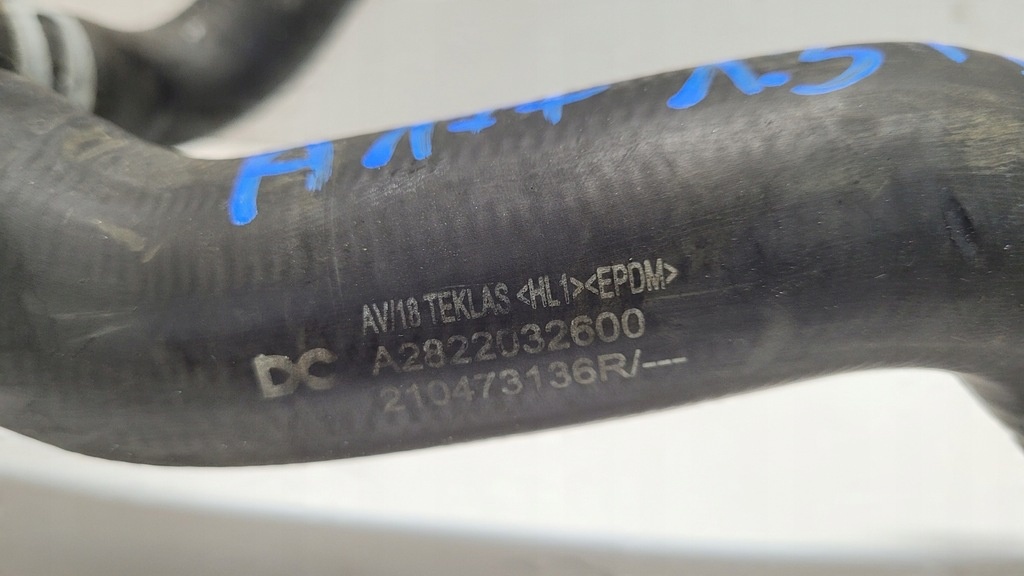 AV/18 TEKLAS <HL1><EPDM>
DC A2822032600
210473136R/---